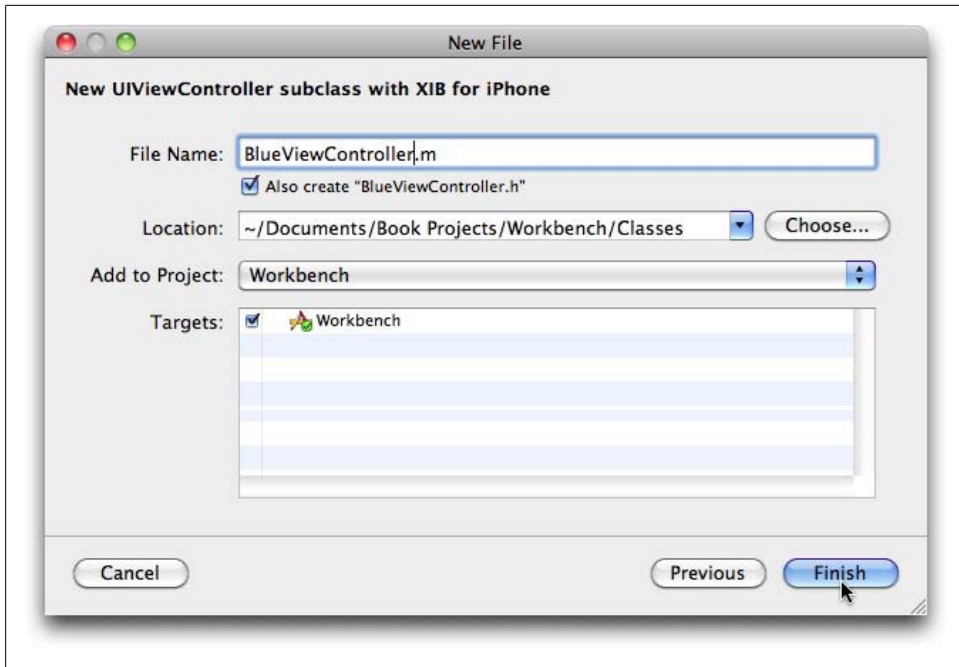 New File
New UIViewController subclass with XIB for iPhone
File Name: BlueViewController.m
Also create "BlueViewController.h"
Location: ~/Documents/Book Projects/Workbench/Classes Choose...
Add to Project: Workbench
Targets: Workbench
Cancel Previous Finish